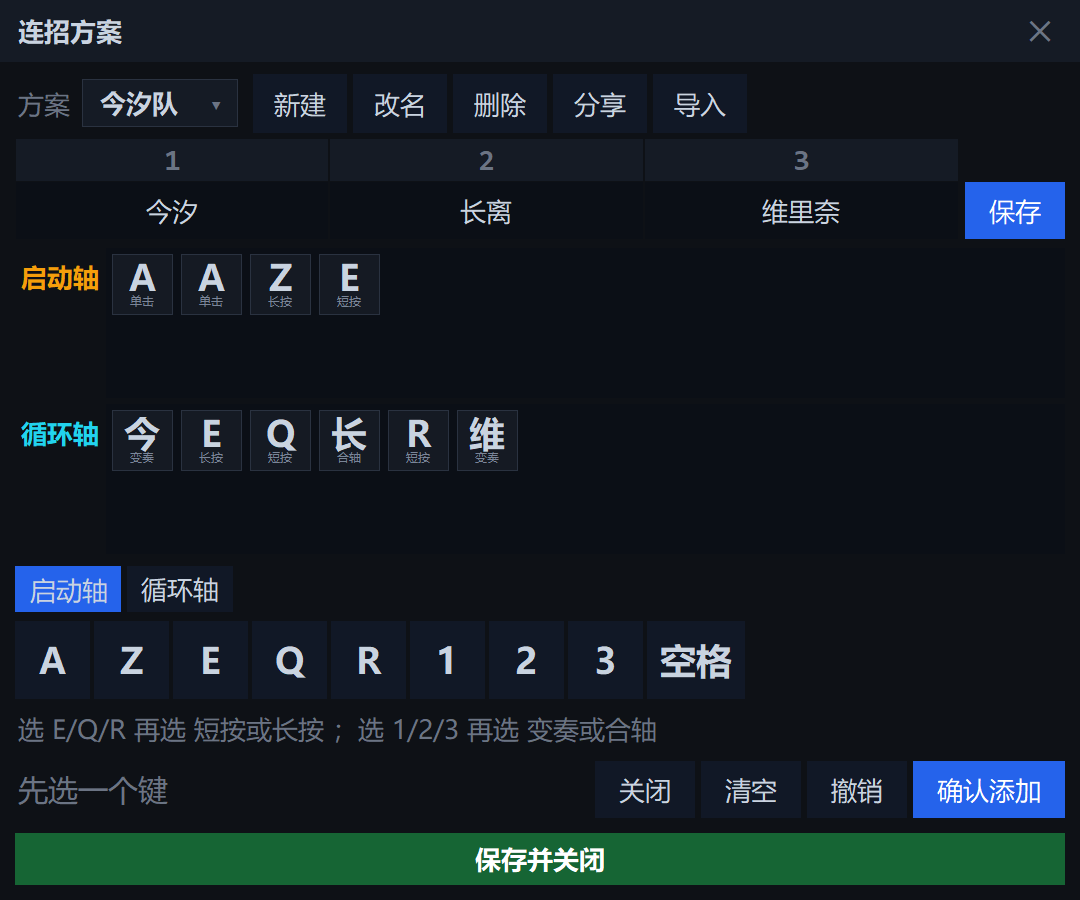 连招方案
方案 今汐队 新建 改名 删除 分享 导入
1 2 3
今汐 长离 维里奈 保存
启动轴 A A Z E
单击 单击 长按 短按
循环轴 今 E Q 长 R 维
变奏 长按 短按 合轴 短按 变奏
启动轴 循环轴
A Z E Q R 1 2 3 空格
选 E/Q/R 再选 短按或长按 ；选 1/2/3 再选 变奏或合轴
先选一个键 关闭 清空 撤销 确认添加
保存并关闭